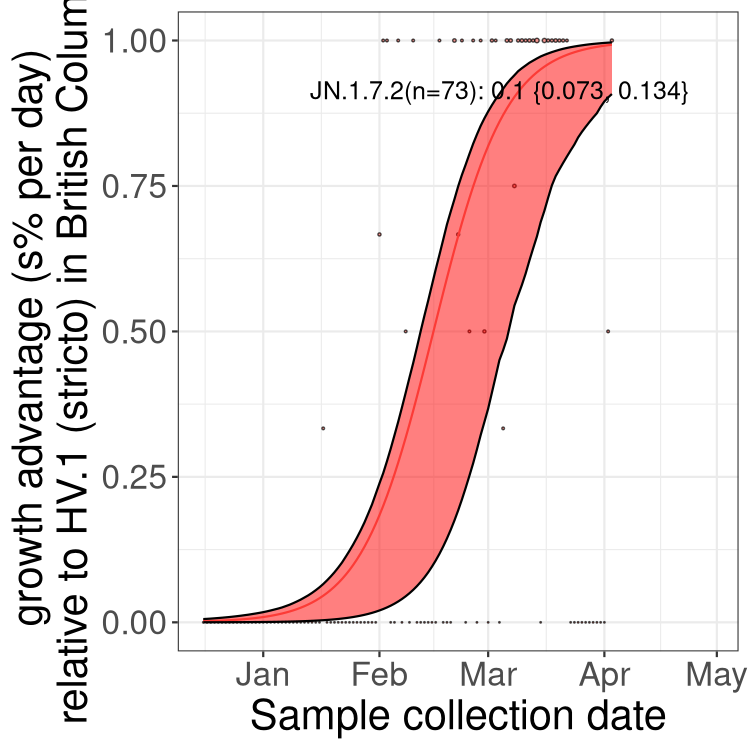 growth advantage (s% per day)
relative to HV.1 (stricto) in British Colum
1.00
0.75
0.50
0.25
0.00
JN.1.7.2(n=73): 0.1 {0.073, 0.134}
Jan Feb Mar Apr May
Sample collection date